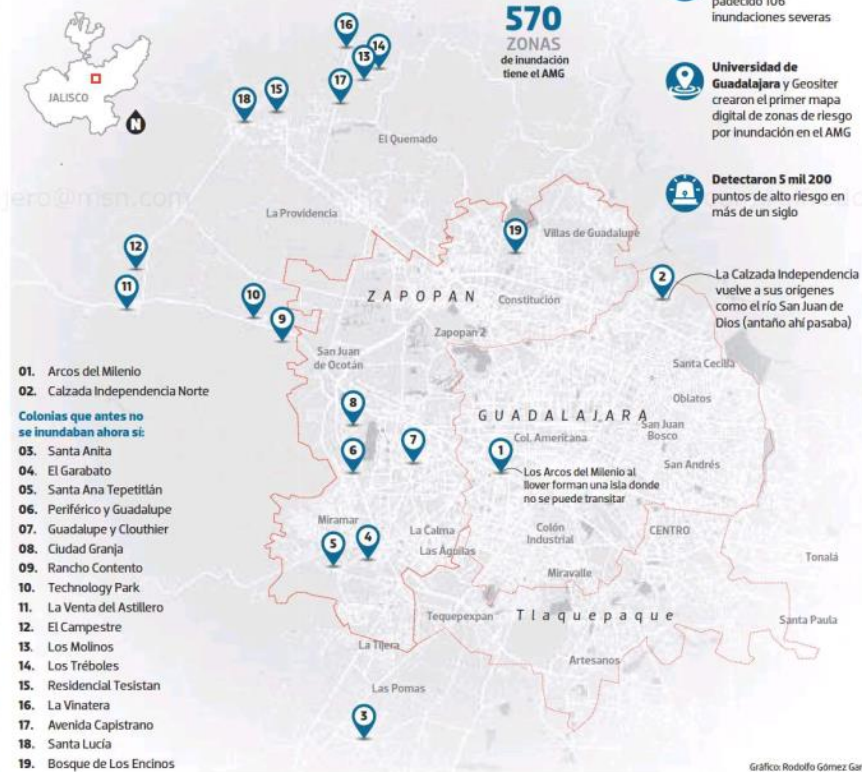 570
ZONAS
de inundación
tiene el AMG
padecido 106
inundaciones severas
Universidad de
Guadalajara y Geositer
crearon el primer mapa
digital de zonas de riesgo
por inundación en el AMG
Detectaron 5 mil 200
puntos de alto riesgo en
más de un siglo
JALISCO
N
16
14
13
17
15
18
El Quemado
jero@msn.com
La Providencia
19
Villas de Guadalupe
12
11
10
9
2
La Calzada Independencia
vuelve a sus orígenes
como el río San Juan de
Dios (antaño ahí pasaba)
ZAPOPAN
Constitución
Zapopan 2
San Juan
de Ocotán
Santa Cecilia
Oblatos
8
GUADALAJARA
San Juan
Bosco
Col. Americana
6
7
1
San Andrés
Los Arcos del Milenio al
llover forman una isla donde
no se puede transitar
Miramar
5
4
La Calma
Las Águilas
Colón
Industrial
CENTRO
Miravalle
Tonalá
Tequepexpan
Tlaquepaque
Santa Paula
La Tijera
Artesanos
Las Pomas
3
01. Arcos del Milenio
02. Calzada Independencia Norte
Colonias que antes no
se inundaban ahora sí:
03. Santa Anita
04. El Garabato
05. Santa Ana Tepetitlán
06. Periférico y Guadalupe
07. Guadalupe y Clouthier
08. Ciudad Granja
09. Rancho Contento
10. Technology Park
11. La Venta del Astillero
12. El Campestre
13. Los Molinos
14. Los Tréboles
15. Residencial Tesistan
16. La Vinatera
17. Avenida Capistrano
18. Santa Lucía
19. Bosque de Los Encinos
Gráfico: Rodolfo Gómez Gar